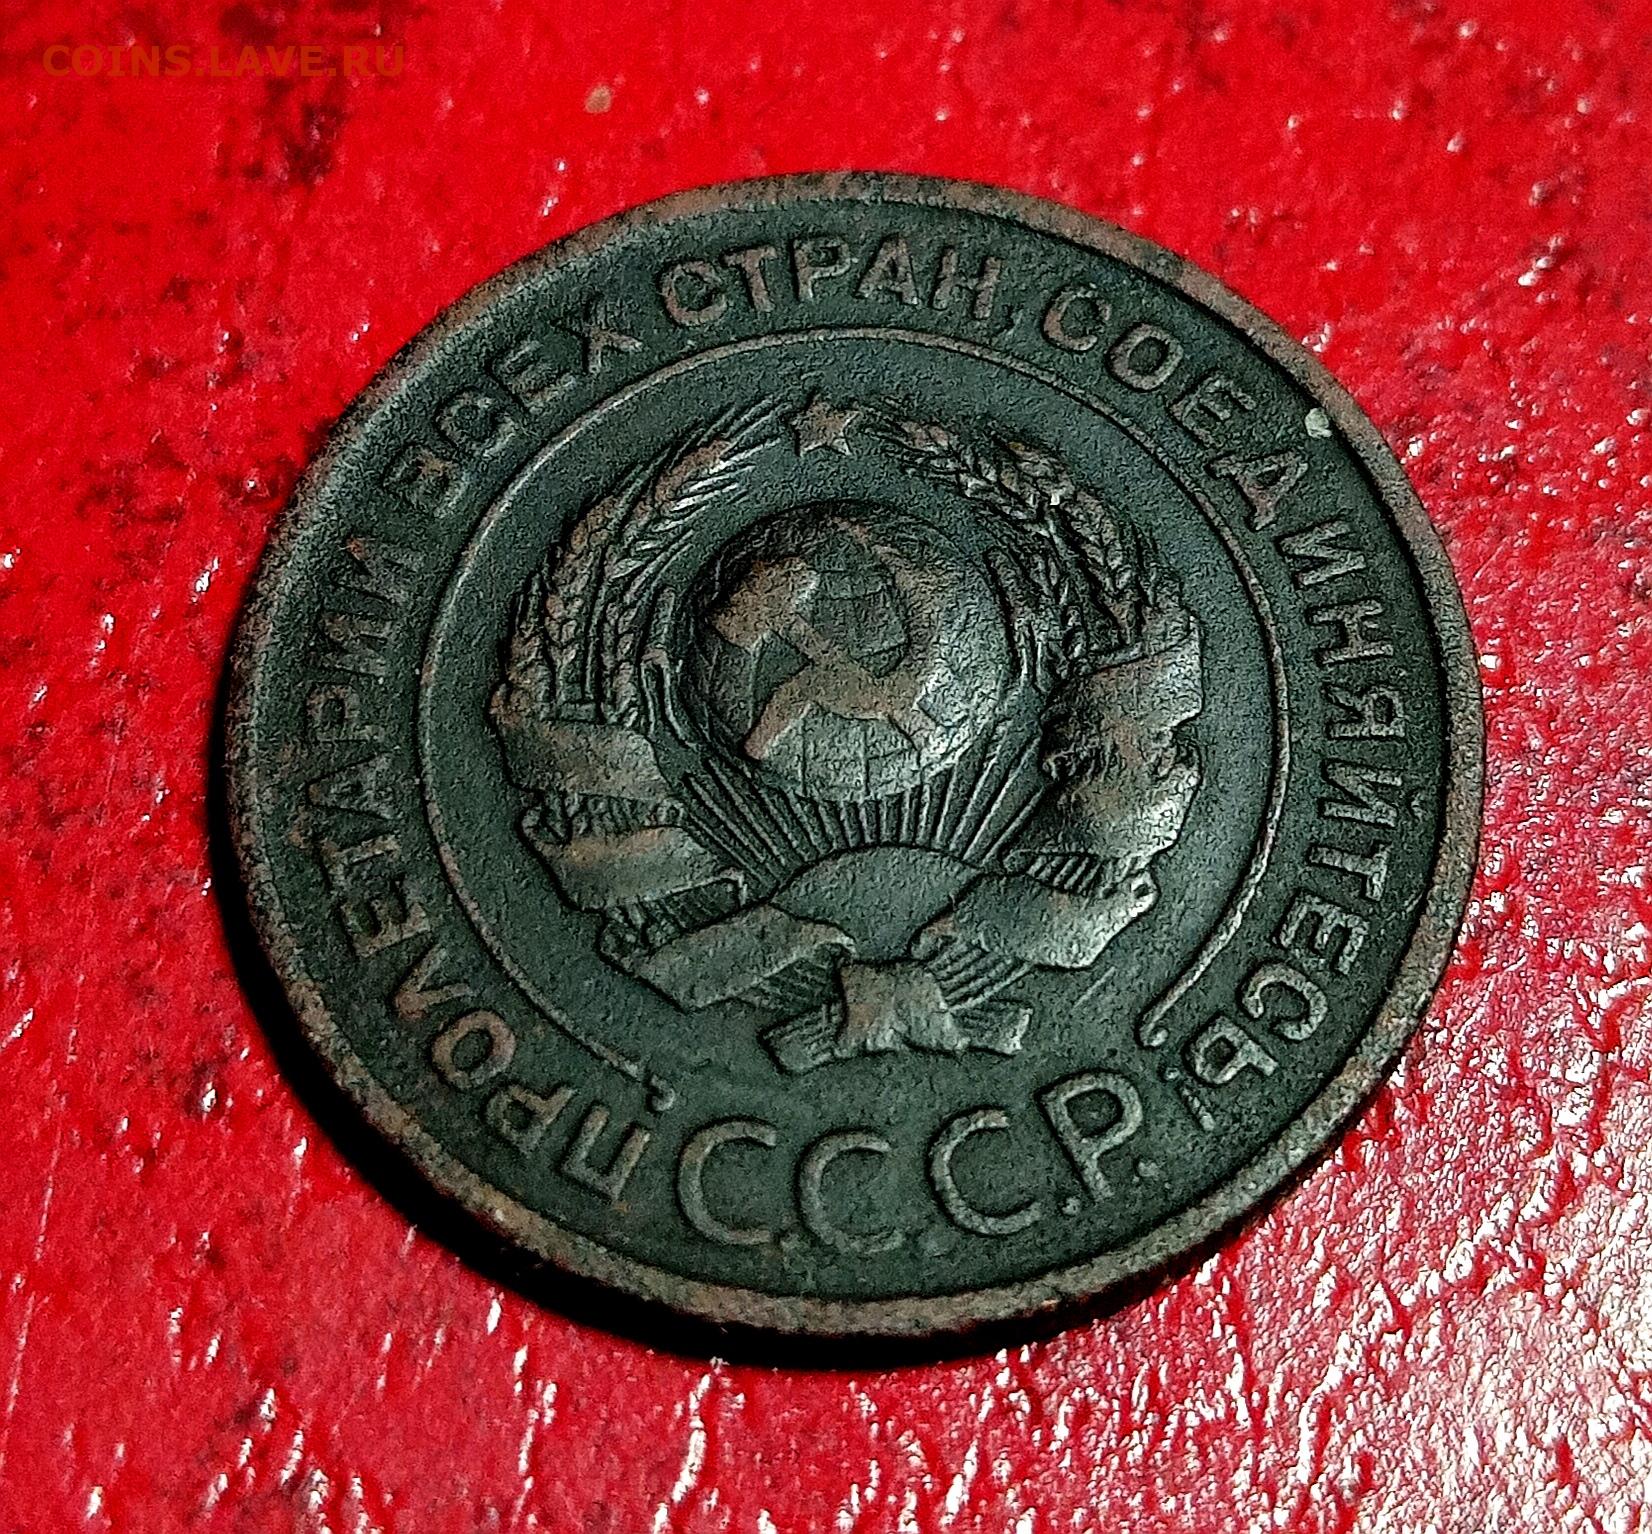 COINS.LAVE.RU
ПРОЛЕТАРИИ ВСЕХ СТРАН, СОЕДИНЯЙТЕСЬ!
С.С.С.Р.